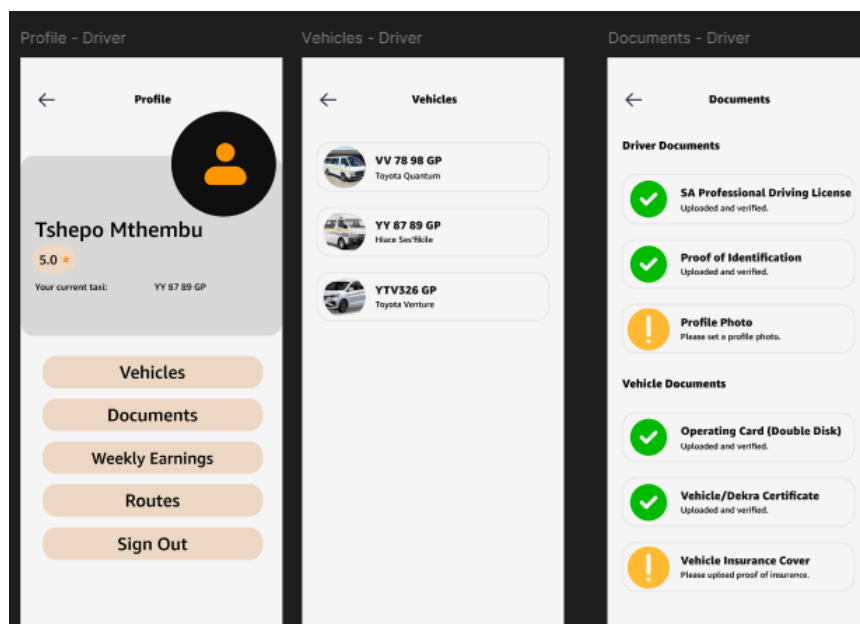 Profile - Driver
Profile
Tshepo Mthembu
5.0
Your current taxi: YY 87 89 GP
Vehicles
Documents
Weekly Earnings
Routes
Sign Out
Vehicles - Driver
Vehicles
VV 78 98 GP
Toyota Quantum
YY 87 89 GP
Hiace Ses'fikile
YTV326 GP
Toyota Venture
Documents - Driver
Documents
Driver Documents
SA Professional Driving License
Uploaded and verified.
Proof of Identification
Uploaded and verified.
Profile Photo
Please set a profile photo.
Vehicle Documents
Operating Card (Double Disk)
Uploaded and verified.
Vehicle/Dekra Certificate
Uploaded and verified.
Vehicle Insurance Cover
Please upload proof of insurance.